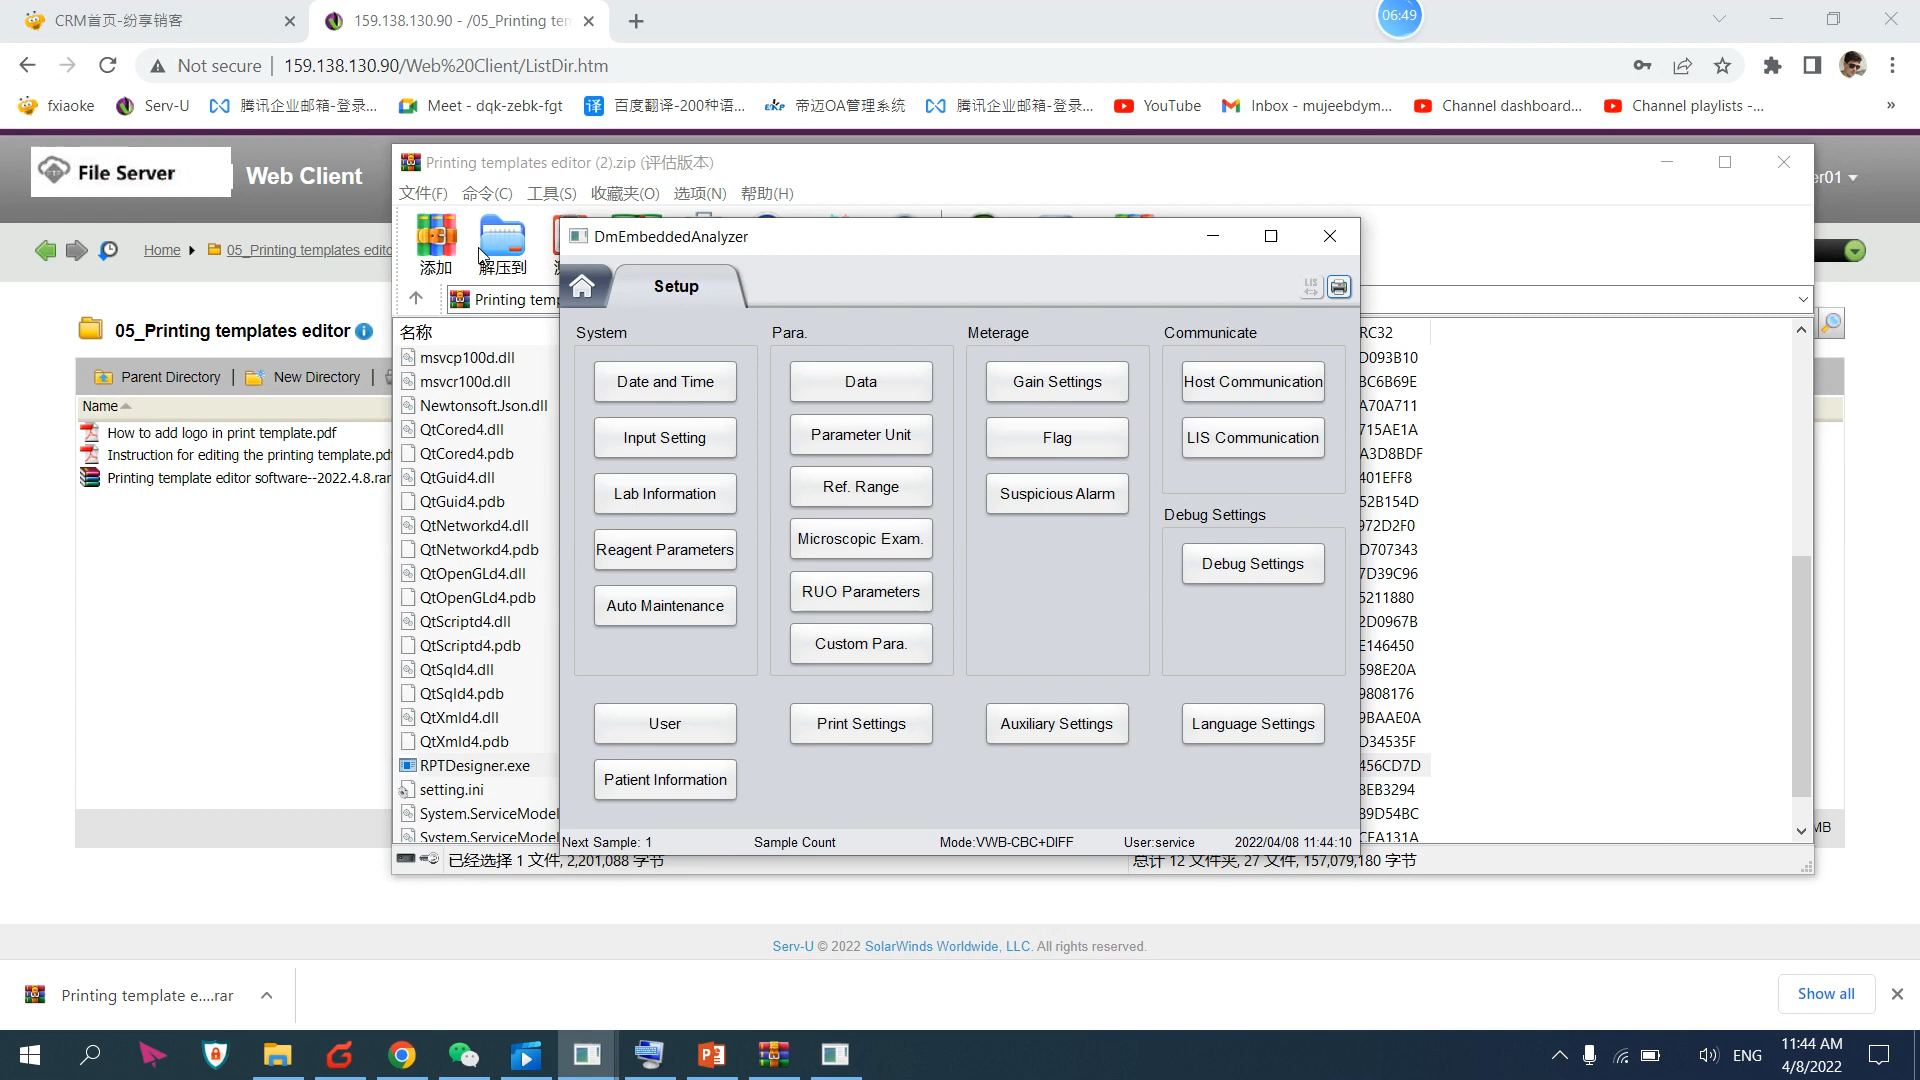 CRM首页-纷享销客
159.138.130.90 - /05_Printing ten
06:49
Not secure
159.138.130.90/Web%20Client/ListDir.htm
fxiaoke
Serv-U
腾讯企业邮箱-登录...
Meet - dqk-zebk-fgt
译
百度翻译-200种语...
帝迈OA管理系统
腾讯企业邮箱-登录...
YouTube
Inbox - mujeebdym...
Channel dashboard...
Channel playlists -...
»
File Server
Web Client
er01
Printing templates editor (2).zip (评估版本)
文件(F)
命令(C)
工具(S)
收藏夹(O)
选项(N)
帮助(H)
添加
解压到
Home
05_Printing templates edito
DmEmbeddedAnalyzer
Setup
LIS
Printing temp
05_Printing templates editor
Parent Directory
New Directory
Name
How to add logo in print template.pdf
Instruction for editing the printing template.pdf
Printing template editor software--2022.4.8.rar
名称
msvcp100d.dll
msvcr100d.dll
Newtonsoft.Json.dll
QtCored4.dll
QtCored4.pdb
QtGuid4.dll
QtGuid4.pdb
QtNetworkd4.dll
QtNetworkd4.pdb
QtOpenGLd4.dll
QtOpenGLd4.pdb
QtScriptd4.dll
QtScriptd4.pdb
QtSqld4.dll
QtSqld4.pdb
QtXmld4.dll
QtXmld4.pdb
RPTDesigner.exe
setting.ini
System.ServiceModel
System.ServiceModel
System
Date and Time
Input Setting
Lab Information
Reagent Parameters
Auto Maintenance
User
Patient Information
Para.
Data
Parameter Unit
Ref. Range
Microscopic Exam.
RUO Parameters
Custom Para.
Print Settings
Meterage
Gain Settings
Flag
Suspicious Alarm
Auxiliary Settings
Communicate
Host Communication
LIS Communication
Debug Settings
Debug Settings
Language Settings
Next Sample: 1
Sample Count
Mode:VWB-CBC+DIFF
User:service
2022/04/08 11:44:10
RC32
D093B10
BC6B69E
A70A711
715AE1A
A3D8BDF
401EFF8
52B154D
972D2F0
D707343
7D39C96
5211880
2D0967B
E146450
598E20A
9808176
9BAAE0A
D34535F
456CD7D
8EB3294
89D54BC
CEA131A
MB
已经选择 1 文件, 2,201,088 字节
总计 12 文件夹, 27 文件, 157,079,180 字节
Serv-U © 2022 SolarWinds Worldwide, LLC. All rights reserved.
Printing template e....rar
Show all
ENG
11:44 AM
4/8/2022